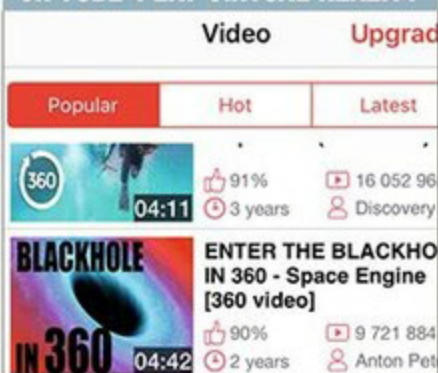 Video
Upgrad
Popular
Hot
Latest
360
04:11
91%
16 052 96
3 years
Discovery
BLACKHOLE
IN 360
04:42
ENTER THE BLACKHO
IN 360 - Space Engine
[360 video]
90%
9 721 884
2 years
Anton Pet